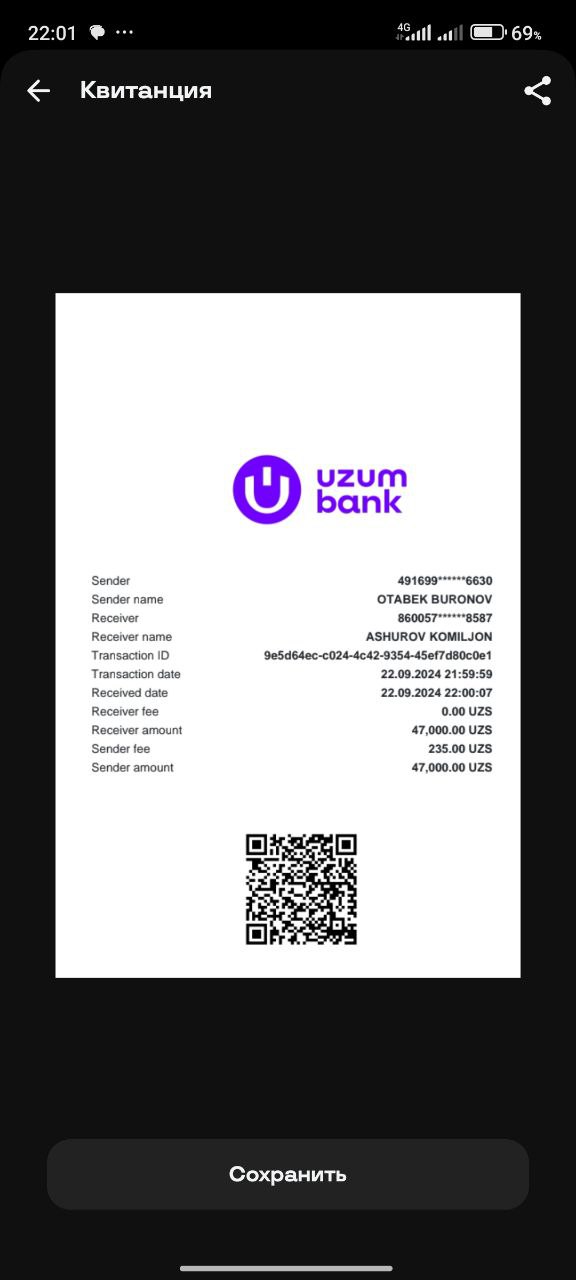 22:01
4G
69%
Квитанция
uzum
bank
Sender 491699******6630
Sender name OTABEK BURONOV
Receiver 860057******8587
Receiver name ASHUROV KOMILJON
Transaction ID 9e5d64ec-c024-4c42-9354-45ef7d80c0e1
Transaction date 22.09.2024 21:59:59
Received date 22.09.2024 22:00:07
Receiver fee 0.00 UZS
Receiver amount 47,000.00 UZS
Sender fee 235.00 UZS
Sender amount 47,000.00 UZS
Сохранить